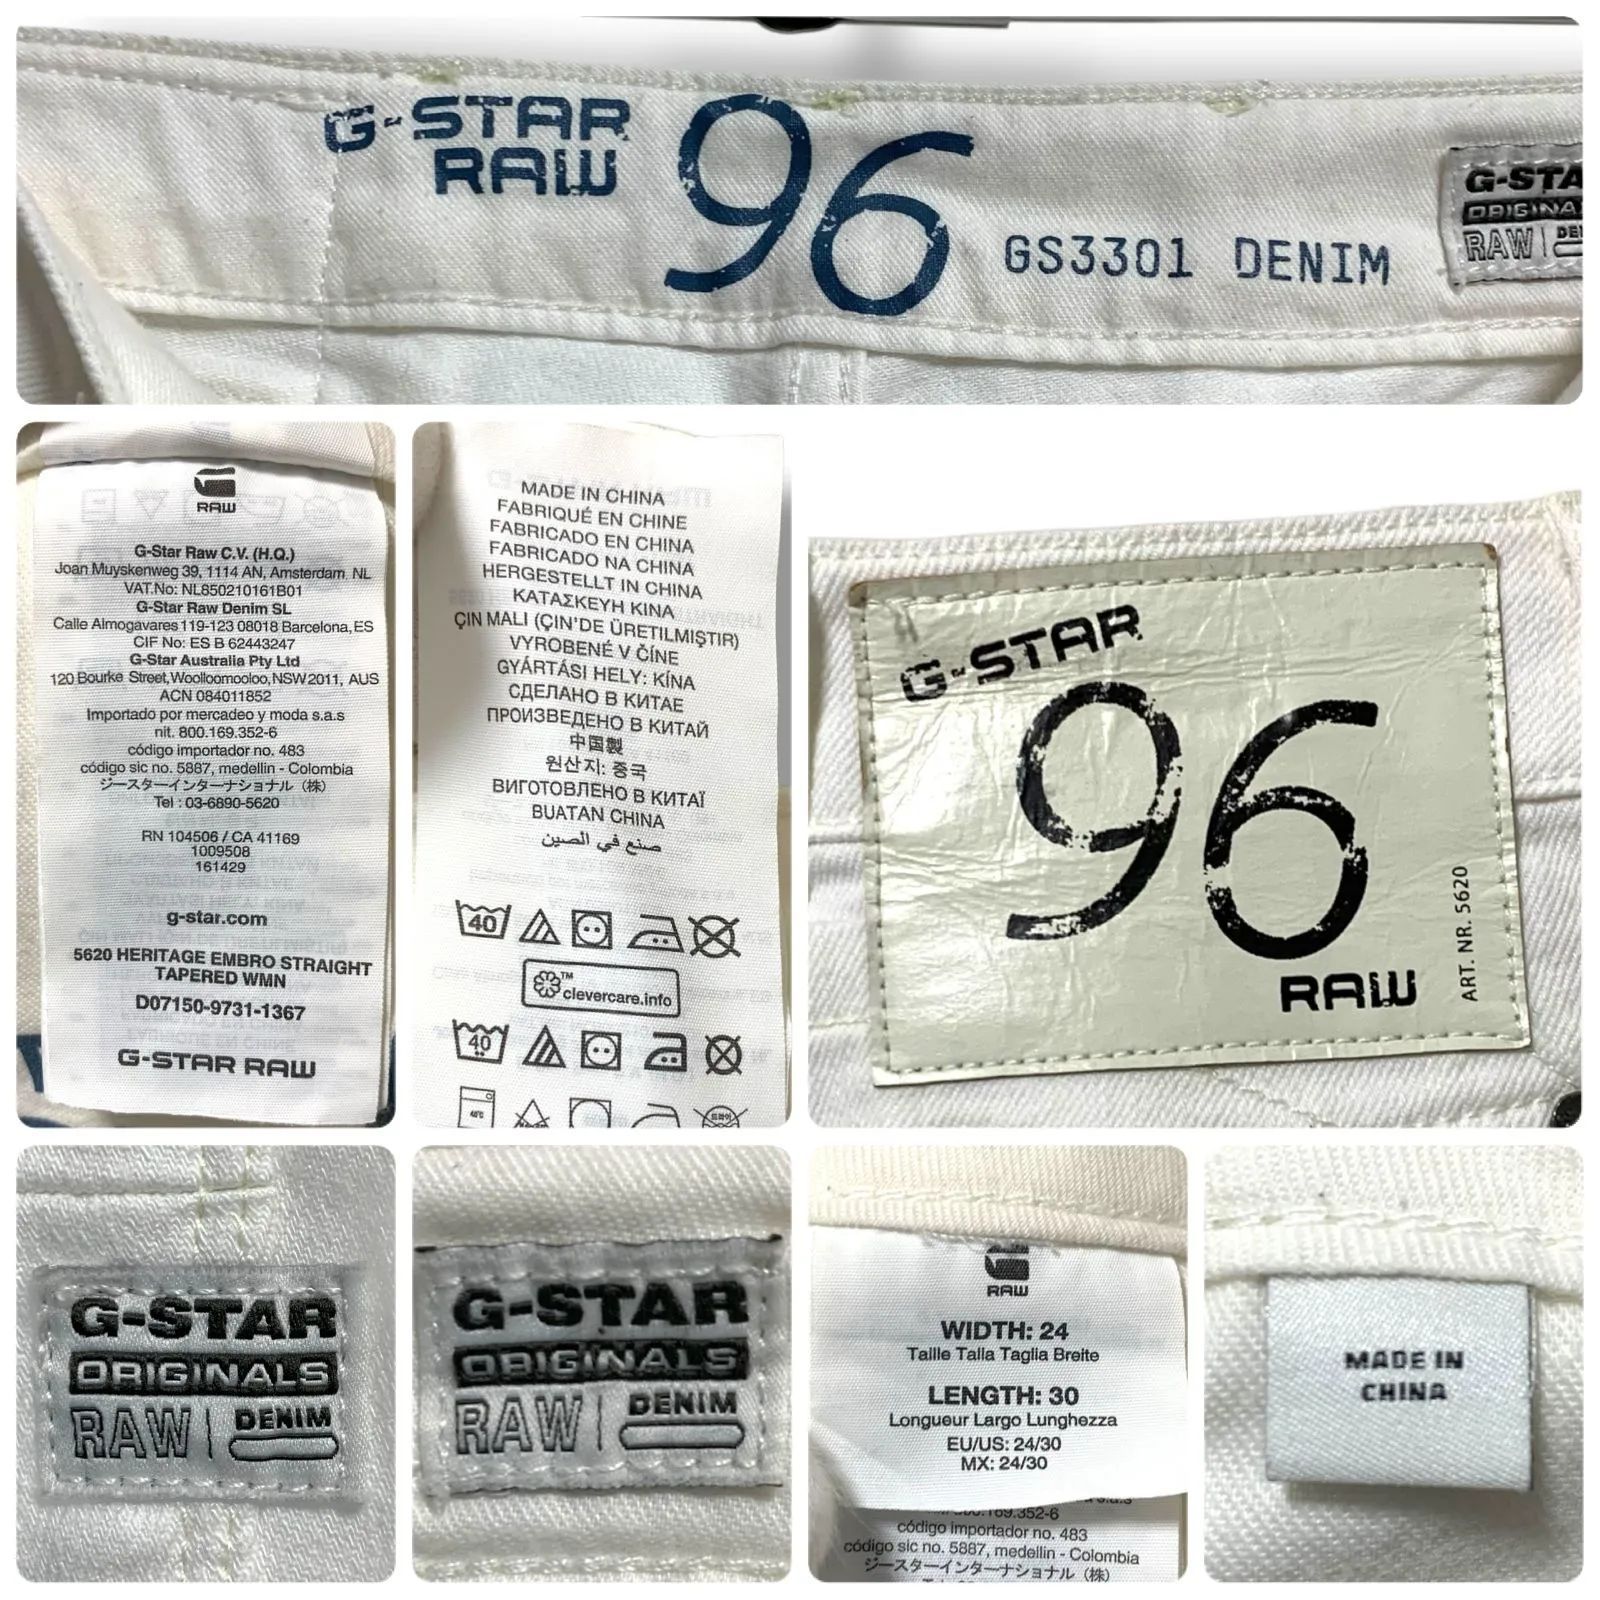 G-STAR
RAW
96
GS3301 DENIM
G-STA
ORIGINA
RAW
DE
RAW
G-Star Raw C.V. (H.Q.)
Joan Muyskenweg 39, 1114 AN, Amsterdam NL
VAT.No: NL850210161B01
G-Star Raw Denim SL
Calle Almogavares 119-123 08018 Barcelona, ES
CIF No: ES B 62443247
G-Star Australia Pty Ltd
120 Bourke Street, Woolloomooloo, NSW 2011, AUS
ACN 084011852
Importado por mercadeo y moda s.a.s
nit. 800.169.352-6
código importador no. 483
código sic no. 5887, medellin - Colombia
ジースターインターナショナル（株）
Tel : 03-6890-5620
RN 104506 / CA 41169
1009508
161429
g-star.com
5620 HERITAGE EMBRO STRAIGHT
TAPERED WMN
D07150-9731-1367
G-STAR RAW
MADE IN CHINA
FABRIQUÉ EN CHINE
FABRICADO EN CHINA
FABRICADO NA CHINA
HERGESTELLT IN CHINA
ΚΑΤΑΣΚΕΥΗ ΚΙΝΑ
ÇIN MALI (ÇIN'DE ÜRETILMIŞTIR)
VYROBENÉ V ČÍNE
GYÁRTÁSI HELY: KÍNA
СДЕЛАНО В КИТАЕ
ПРОИЗВЕДЕНО В КИТАЙ
中国製
원산지: 중국
ВИГОТОВЛЕНО В КИТАЇ
BUATAN CHINA
صنع في الصين
40
™
clevercare.info
40
40°C
드라이
G-STAR
96
RAW
ART. NR. 5620
G-STAR
ORIGINALS
RAW
DENIM
G-STAR
ORIGINALS
RAW
DENIM
RAW
WIDTH: 24
Taille Talla Taglia Breite
LENGTH: 30
Longueur Largo Lunghezza
EU/US: 24/30
MX: 24/30
código importador no. 483
código sic no. 5887, medellin - Colombia
ジースターインターナショナル（株）
MADE IN
CHINA